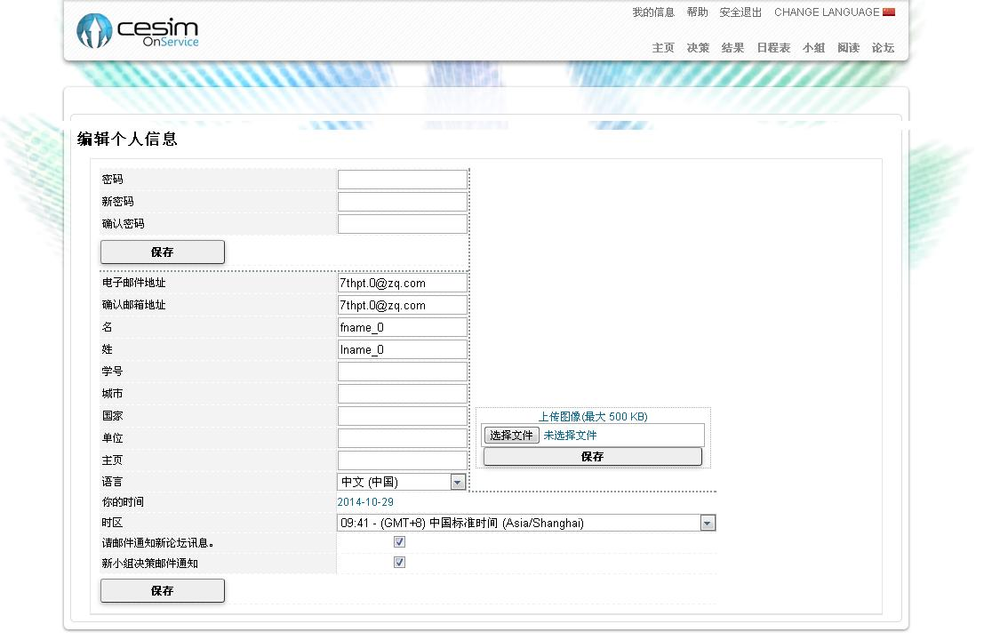 cesim
OnService
我的信息 帮助 安全退出 CHANGE LANGUAGE
主页 决策 结果 日程表 小组 阅读 论坛
编辑个人信息
密码
新密码
确认密码
保存
电子邮件地址 7thpt.0@zq.com
确认邮箱地址 7thpt.0@zq.com
名 fname_0
姓 lname_0
学号
城市
国家
单位
主页
语言 中文 (中国)
上传图像(最大 500 KB)
选择文件 未选择文件
保存
你的时间 2014-10-29
时区 09:41 - (GMT+8) 中国标准时间 (Asia/Shanghai)
请邮件通知新论坛讯息。
新小组决策邮件通知
保存